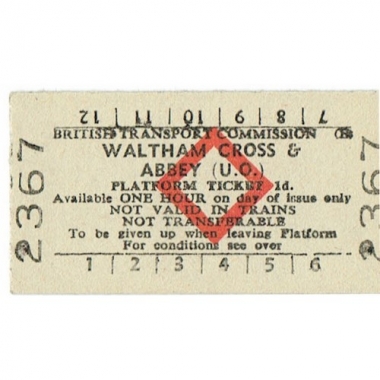 12 | 11 | 10 | 9 | 8 | 7
BRITISH TRANSPORT COMMISSION (E)
WALTHAM CROSS &
ABBEY (U.O.)
PLATFORM TICKET 1d.
Available ONE HOUR on day of issue only
NOT VALID IN TRAINS
NOT TRANSFERABLE
To be given up when leaving Platform
For conditions see over
1 | 2 | 3 | 4 | 5 | 6
2367
2367